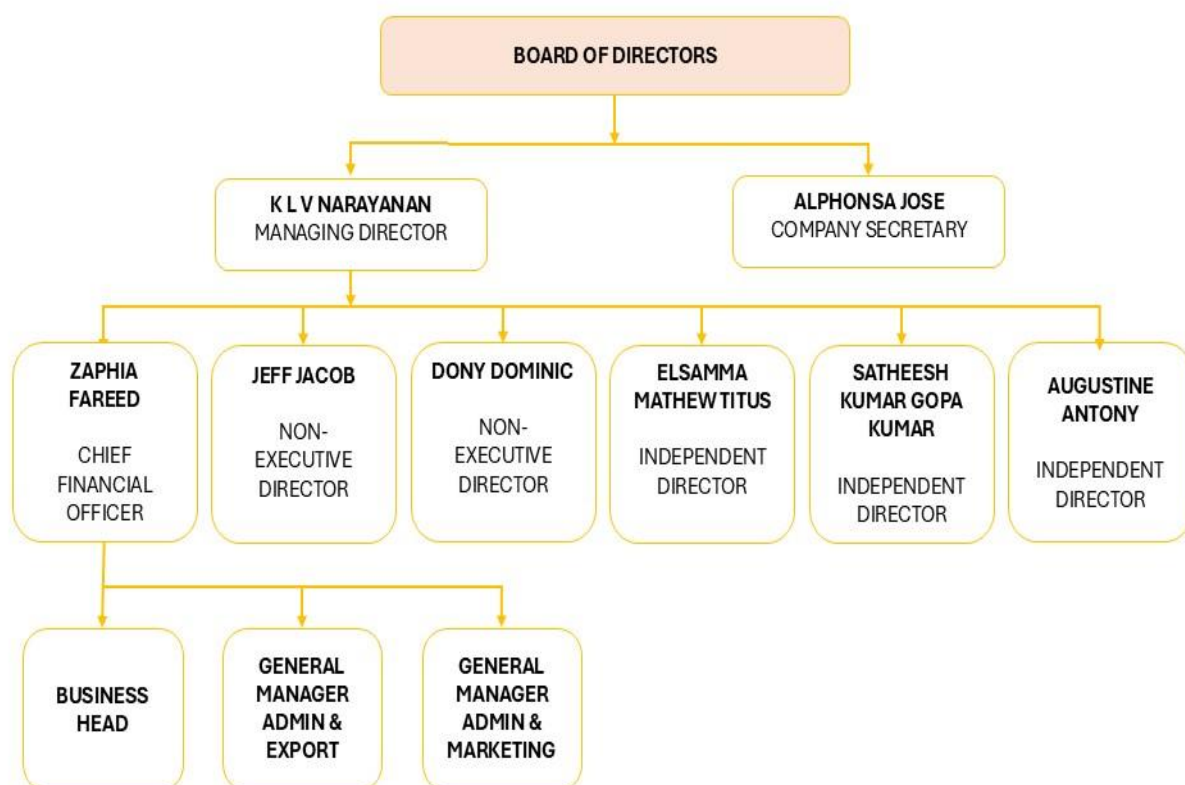 BOARD OF DIRECTORS
K L V NARAYANAN
MANAGING DIRECTOR
ALPHONSA JOSE
COMPANY SECRETARY
ZAPHIA
FAREED
CHIEF
FINANCIAL
OFFICER
JEFF JACOB
NON-
EXECUTIVE
DIRECTOR
DONY DOMINIC
NON-
EXECUTIVE
DIRECTOR
ELSAMMA
MATHEW TITUS
INDEPENDENT
DIRECTOR
SATHEESH
KUMAR GOPA
KUMAR
INDEPENDENT
DIRECTOR
AUGUSTINE
ANTONY
INDEPENDENT
DIRECTOR
BUSINESS
HEAD
GENERAL
MANAGER
ADMIN &
EXPORT
GENERAL
MANAGER
ADMIN &
MARKETING